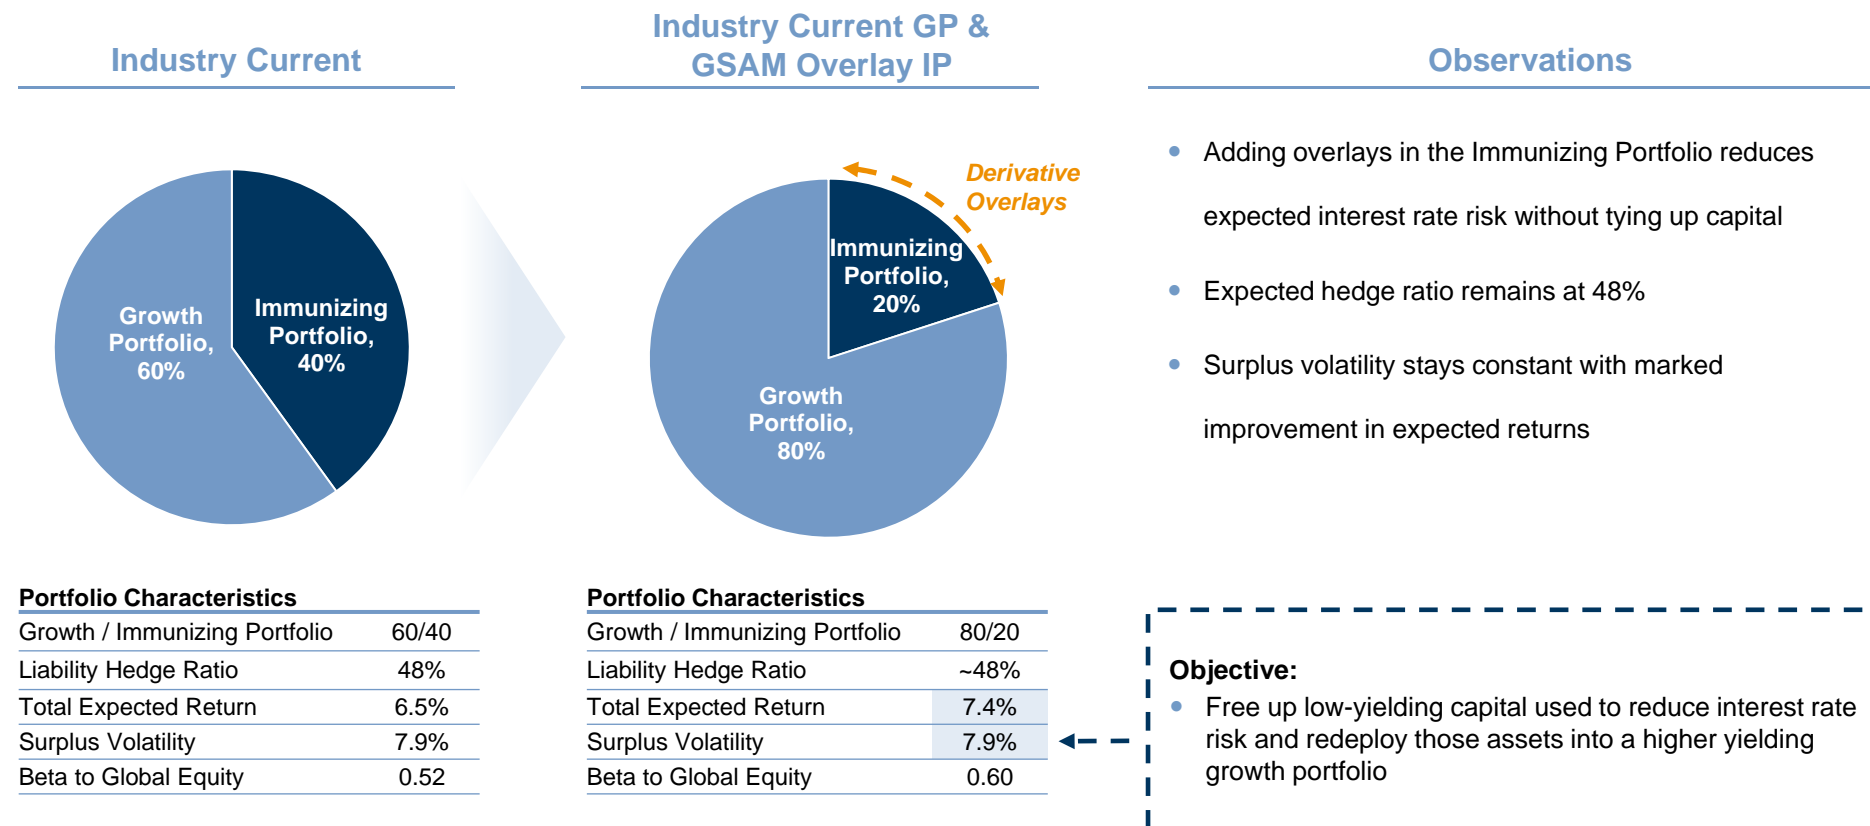 Industry Current
Growth
Portfolio,
60%
Immunizing
Portfolio,
40%
Portfolio Characteristics
Growth / Immunizing Portfolio 60/40
Liability Hedge Ratio 48%
Total Expected Return 6.5%
Surplus Volatility 7.9%
Beta to Global Equity 0.52
Industry Current GP &
GSAM Overlay IP
Derivative
Overlays
Immunizing
Portfolio,
20%
Growth
Portfolio,
80%
Portfolio Characteristics
Growth / Immunizing Portfolio 80/20
Liability Hedge Ratio ~48%
Total Expected Return 7.4%
Surplus Volatility 7.9%
Beta to Global Equity 0.60
Observations
• Adding overlays in the Immunizing Portfolio reduces
expected interest rate risk without tying up capital
• Expected hedge ratio remains at 48%
• Surplus volatility stays constant with marked
improvement in expected returns
Objective:
• Free up low-yielding capital used to reduce interest rate
risk and redeploy those assets into a higher yielding
growth portfolio